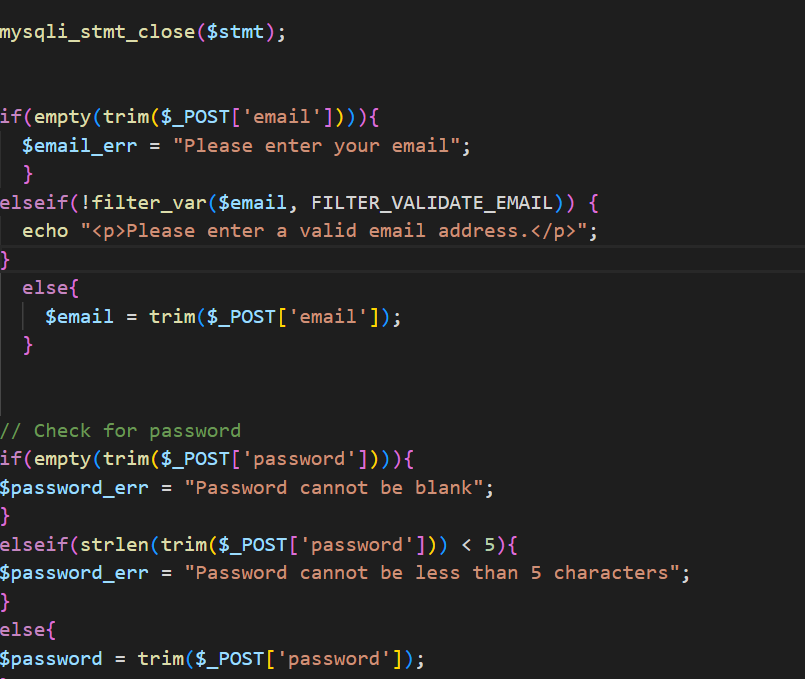 mysqli_stmt_close($stmt);
if(empty(trim($_POST['email']))){
$email_err = "Please enter your email";
}
elseif(!filter_var($email, FILTER_VALIDATE_EMAIL)) {
echo "<p>Please enter a valid email address.</p>";
}
else{
$email = trim($_POST['email']);
}
// Check for password
if(empty(trim($_POST['password']))){
$password_err = "Password cannot be blank";
}
elseif(strlen(trim($_POST['password'])) < 5){
$password_err = "Password cannot be less than 5 characters";
}
else{
$password = trim($_POST['password']);